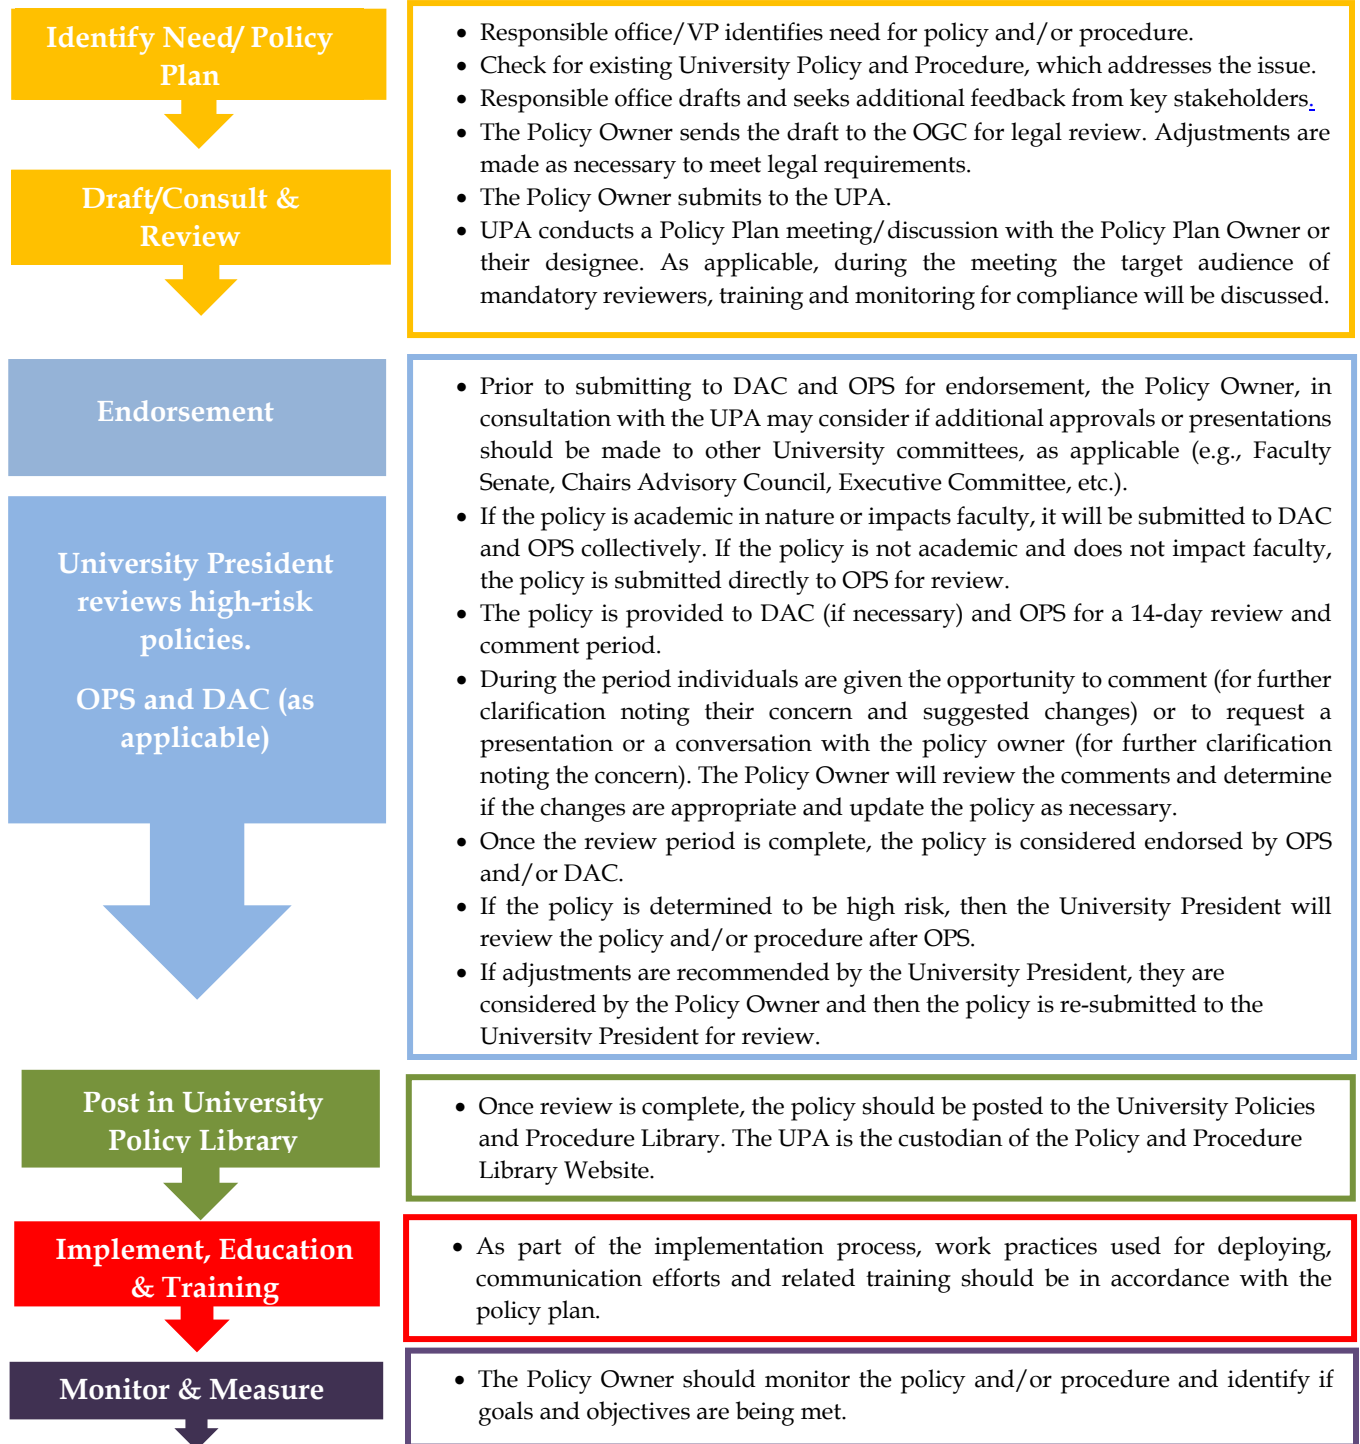 Identify Need/ Policy
Plan
• Responsible office/VP identifies need for policy and/or procedure.
• Check for existing University Policy and Procedure, which addresses the issue.
• Responsible office drafts and seeks additional feedback from key stakeholders.
• The Policy Owner sends the draft to the OGC for legal review. Adjustments are
made as necessary to meet legal requirements.
• The Policy Owner submits to the UPA.
• UPA conducts a Policy Plan meeting/discussion with the Policy Plan Owner or
their designee. As applicable, during the meeting the target audience of
mandatory reviewers, training and monitoring for compliance will be discussed.
Draft/Consult &
Review
Endorsement
University President
reviews high-risk
policies.
OPS and DAC (as
applicable)
• Prior to submitting to DAC and OPS for endorsement, the Policy Owner, in
consultation with the UPA may consider if additional approvals or presentations
should be made to other University committees, as applicable (e.g., Faculty
Senate, Chairs Advisory Council, Executive Committee, etc.).
• If the policy is academic in nature or impacts faculty, it will be submitted to DAC
and OPS collectively. If the policy is not academic and does not impact faculty,
the policy is submitted directly to OPS for review.
• The policy is provided to DAC (if necessary) and OPS for a 14-day review and
comment period.
• During the period individuals are given the opportunity to comment (for further
clarification noting their concern and suggested changes) or to request a
presentation or a conversation with the policy owner (for further clarification
noting the concern). The Policy Owner will review the comments and determine
if the changes are appropriate and update the policy as necessary.
• Once the review period is complete, the policy is considered endorsed by OPS
and/or DAC.
• If the policy is determined to be high risk, then the University President will
review the policy and/or procedure after OPS.
• If adjustments are recommended by the University President, they are
considered by the Policy Owner and then the policy is re-submitted to the
University President for review.
Post in University
Policy Library
• Once review is complete, the policy should be posted to the University Policies
and Procedure Library. The UPA is the custodian of the Policy and Procedure
Library Website.
Implement, Education
& Training
• As part of the implementation process, work practices used for deploying,
communication efforts and related training should be in accordance with the
policy plan.
Monitor & Measure
• The Policy Owner should monitor the policy and/or procedure and identify if
goals and objectives are being met.